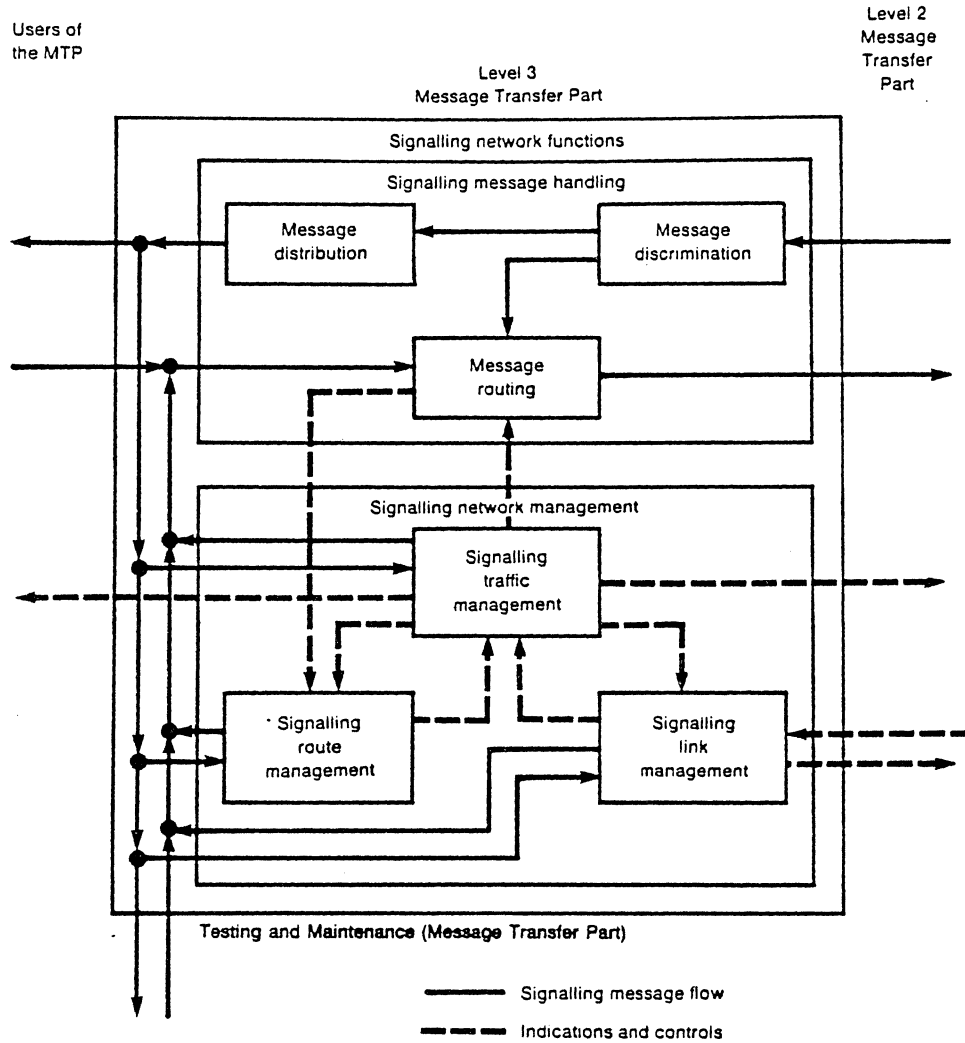 Users of
the MTP
Level 2
Message
Transfer
Part
Level 3
Message Transfer Part
Signalling network functions
Signalling message handling
Message
distribution
Message
discrimination
Message
routing
Signalling network management
Signalling
traffic
management
Signalling
route
management
Signalling
link
management
Testing and Maintenance (Message Transfer Part)
Signalling message flow
Indications and controls